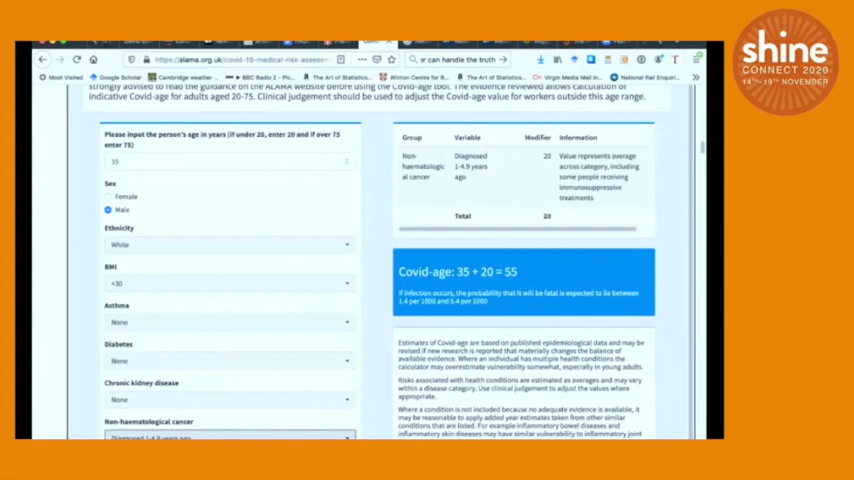 shine
CONNECT 2020
14TH - 19TH NOVEMBER
https://alama.org.uk/covid-19-medical-risk-assessm
or can handle the truth
Most Visited
Google Scholar
Cambridge weather
BBC Radio 2 - Pl
The Art of Statistics...
Winton Centre for R
The Art of Statistics...
Virgin Media Mail in
National Rail Enquiri...
strongly advised to read the guidance on the ALAMA website before using the Covid-age tool. The evidence reviewed allows calculation of
indicative Covid-age for adults aged 20-75. Clinical judgement should be used to adjust the Covid-age value for workers outside this age range.
Please input the person's age in years (if under 20, enter 20 and if over 75
enter 75)
35
Sex
Female
Male
Ethnicity
White
BMI
<30
Asthma
None
Diabetes
None
Chronic kidney disease
None
Non-haematological cancer
Diagnosed 1-4.9 years ago
Group Variable Modifier Information
Non- Diagnosed 20 Value represents average
haematologic 1-4.9 years across category, including
al cancer ago some people receiving
immunosuppressive
treatments
Total 20
Covid-age: 35 + 20 = 55
If infection occurs, the probability that it will be fatal is expected to lie between
1.4 per 1000 and 5.4 per 1000
Estimates of Covid-age are based on published epidemiological data and may be
revised if new research is reported that materially changes the balance of
available evidence. Where an individual has multiple health conditions the
calculator may overestimate vulnerability somewhat, especially in young adults.
Risks associated with health conditions are estimated as averages and may vary
within a disease category. Use clinical judgement to adjust the values where
appropriate.
Where a condition is not included because no adequate evidence is available, it
may be reasonable to apply added year estimates taken from other similar
conditions that are listed. For example inflammatory bowel diseases and
inflammatory skin diseases may have similar vulnerability to inflammatory joint